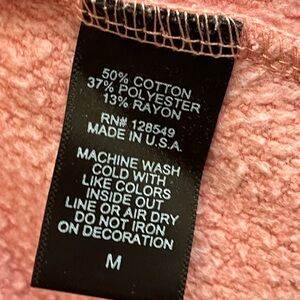 50% COTTON
37% POLYESTER
13% RAYON
RN# 128549
MADE IN U.S.A.
MACHINE WASH
COLD WITH
LIKE COLORS
INSIDE OUT
LINE OR AIR DRY
DO NOT IRON
ON DECORATION
M